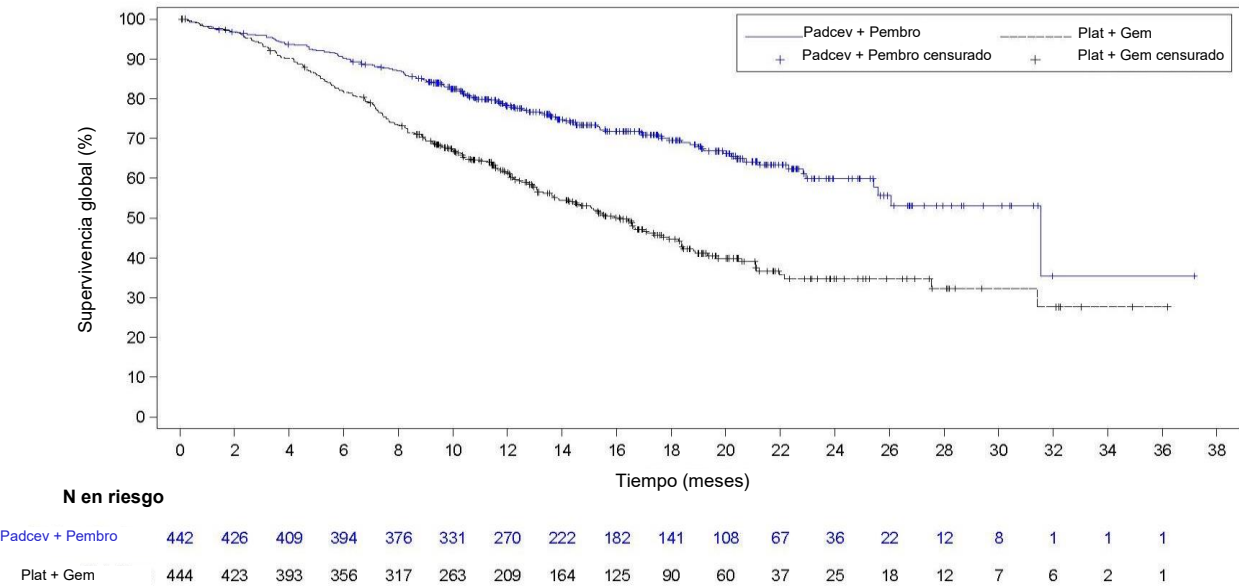 Padcev + Pembro
Plat + Gem
Padcev + Pembro censurado
Plat + Gem censurado
Supervivencia global (%)
100
90
80
70
60
50
40
30
20
10
0
0 2 4 6 8 10 12 14 16 18 20 22 24 26 28 30 32 34 36 38
Tiempo (meses)
N en riesgo
Padcev + Pembro 442 426 409 394 376 331 270 222 182 141 108 67 36 22 12 8 1 1 1
Plat + Gem 444 423 393 356 317 263 209 164 125 90 60 37 25 18 12 7 6 2 1